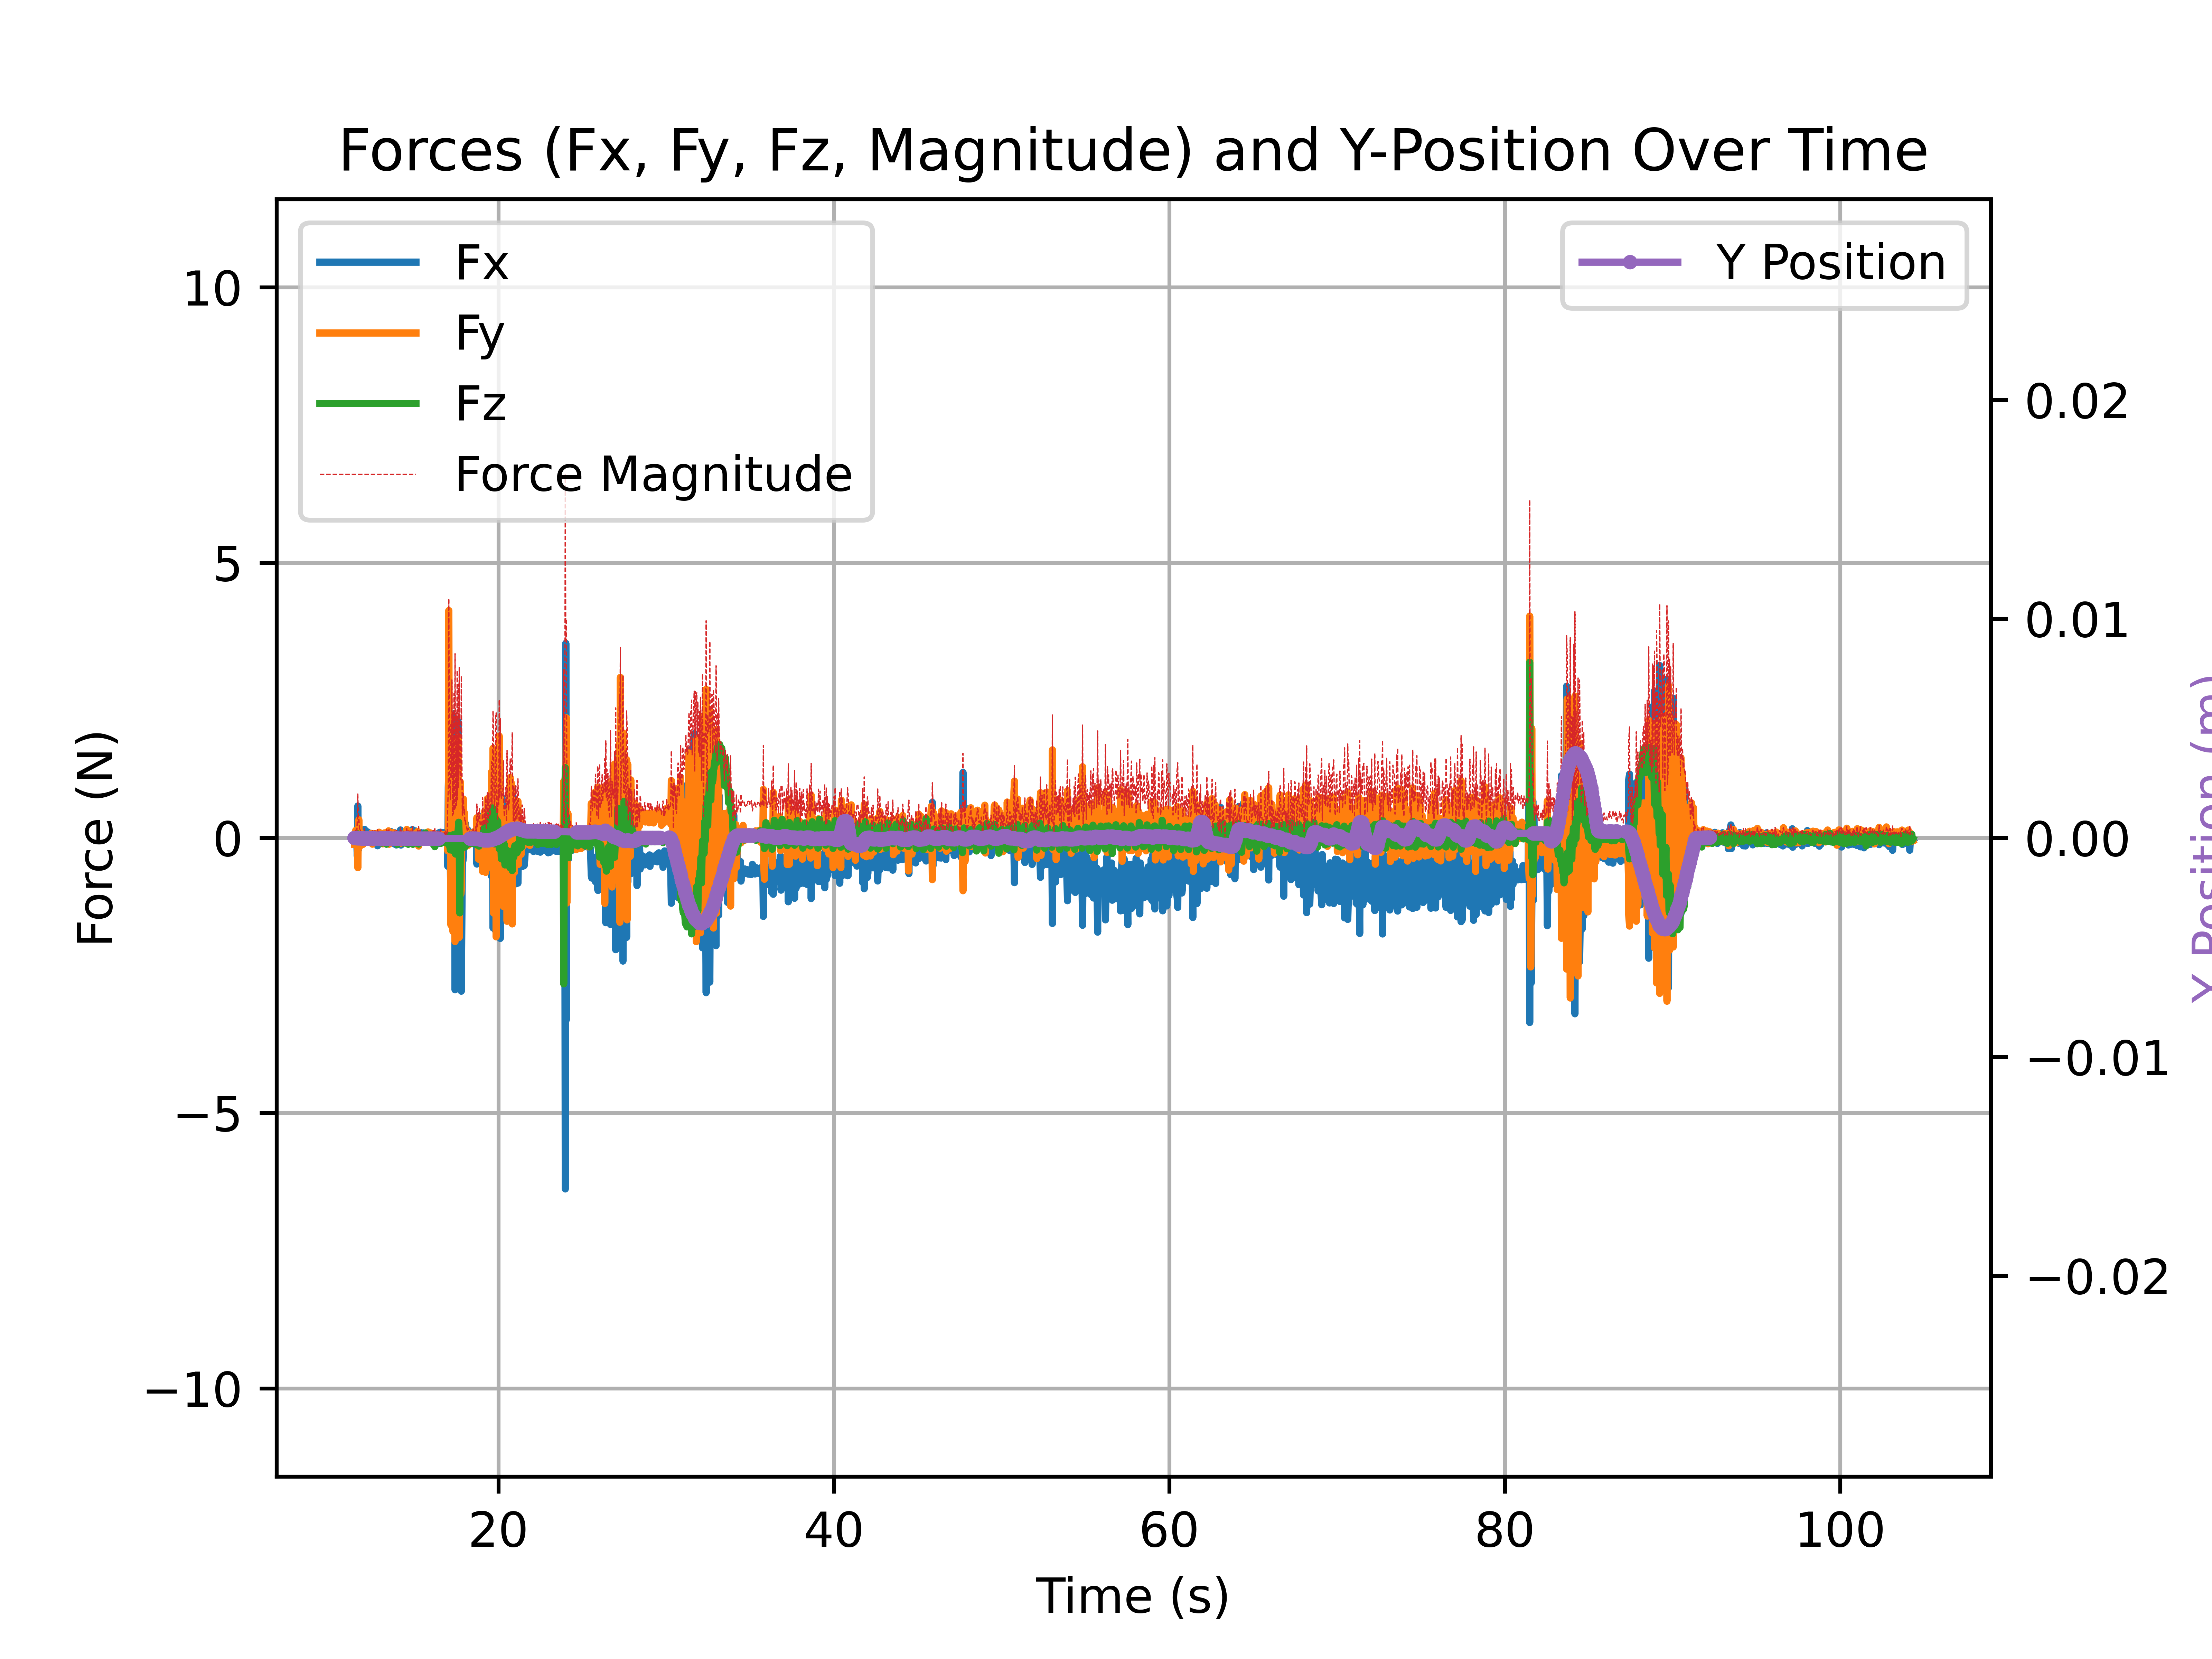 Forces (Fx, Fy, Fz, Magnitude) and Y-Position Over Time
Fx
Fy
Fz
Force Magnitude
Y Position
10
5
0
−5
−10
Force (N)
0.02
0.01
0.00
−0.01
−0.02
Y Position (m)
20
40
60
80
100
Time (s)